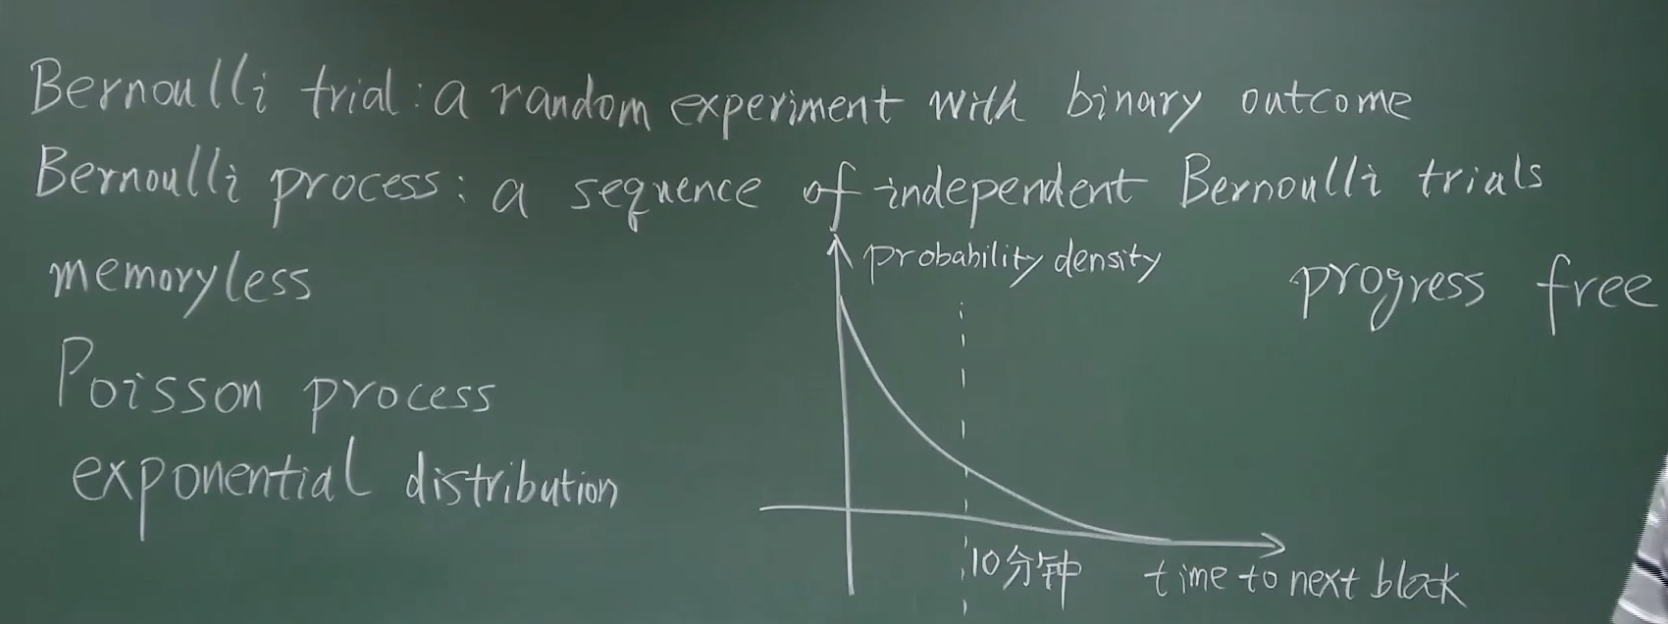 Bernoulli trial: a random experiment with binary outcome
Bernoulli process: a sequence of independent Bernoulli trials
memoryless
probability density
progress free
Poisson process
exponential distribution
10分钟
time to next block